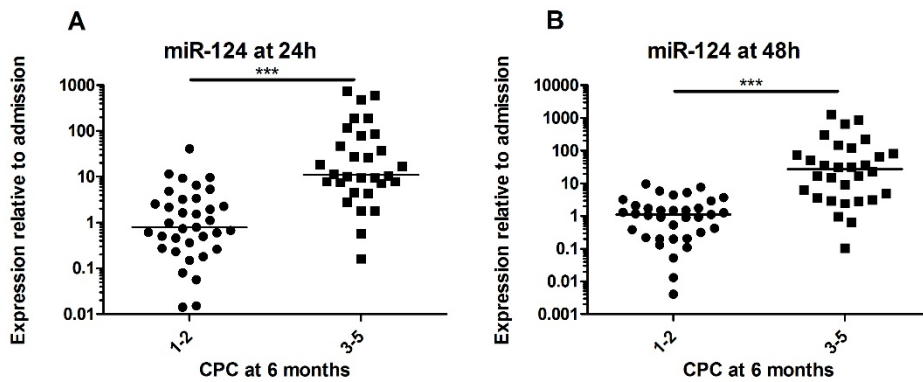 A
miR-124 at 24h
Expression relative to admission
1000
100
10
1
0.1
0.01
***
1-2
3-5
CPC at 6 months
B
miR-124 at 48h
Expression relative to admission
10000
1000
100
10
1
0.1
0.01
0.001
***
1-2
3-5
CPC at 6 months